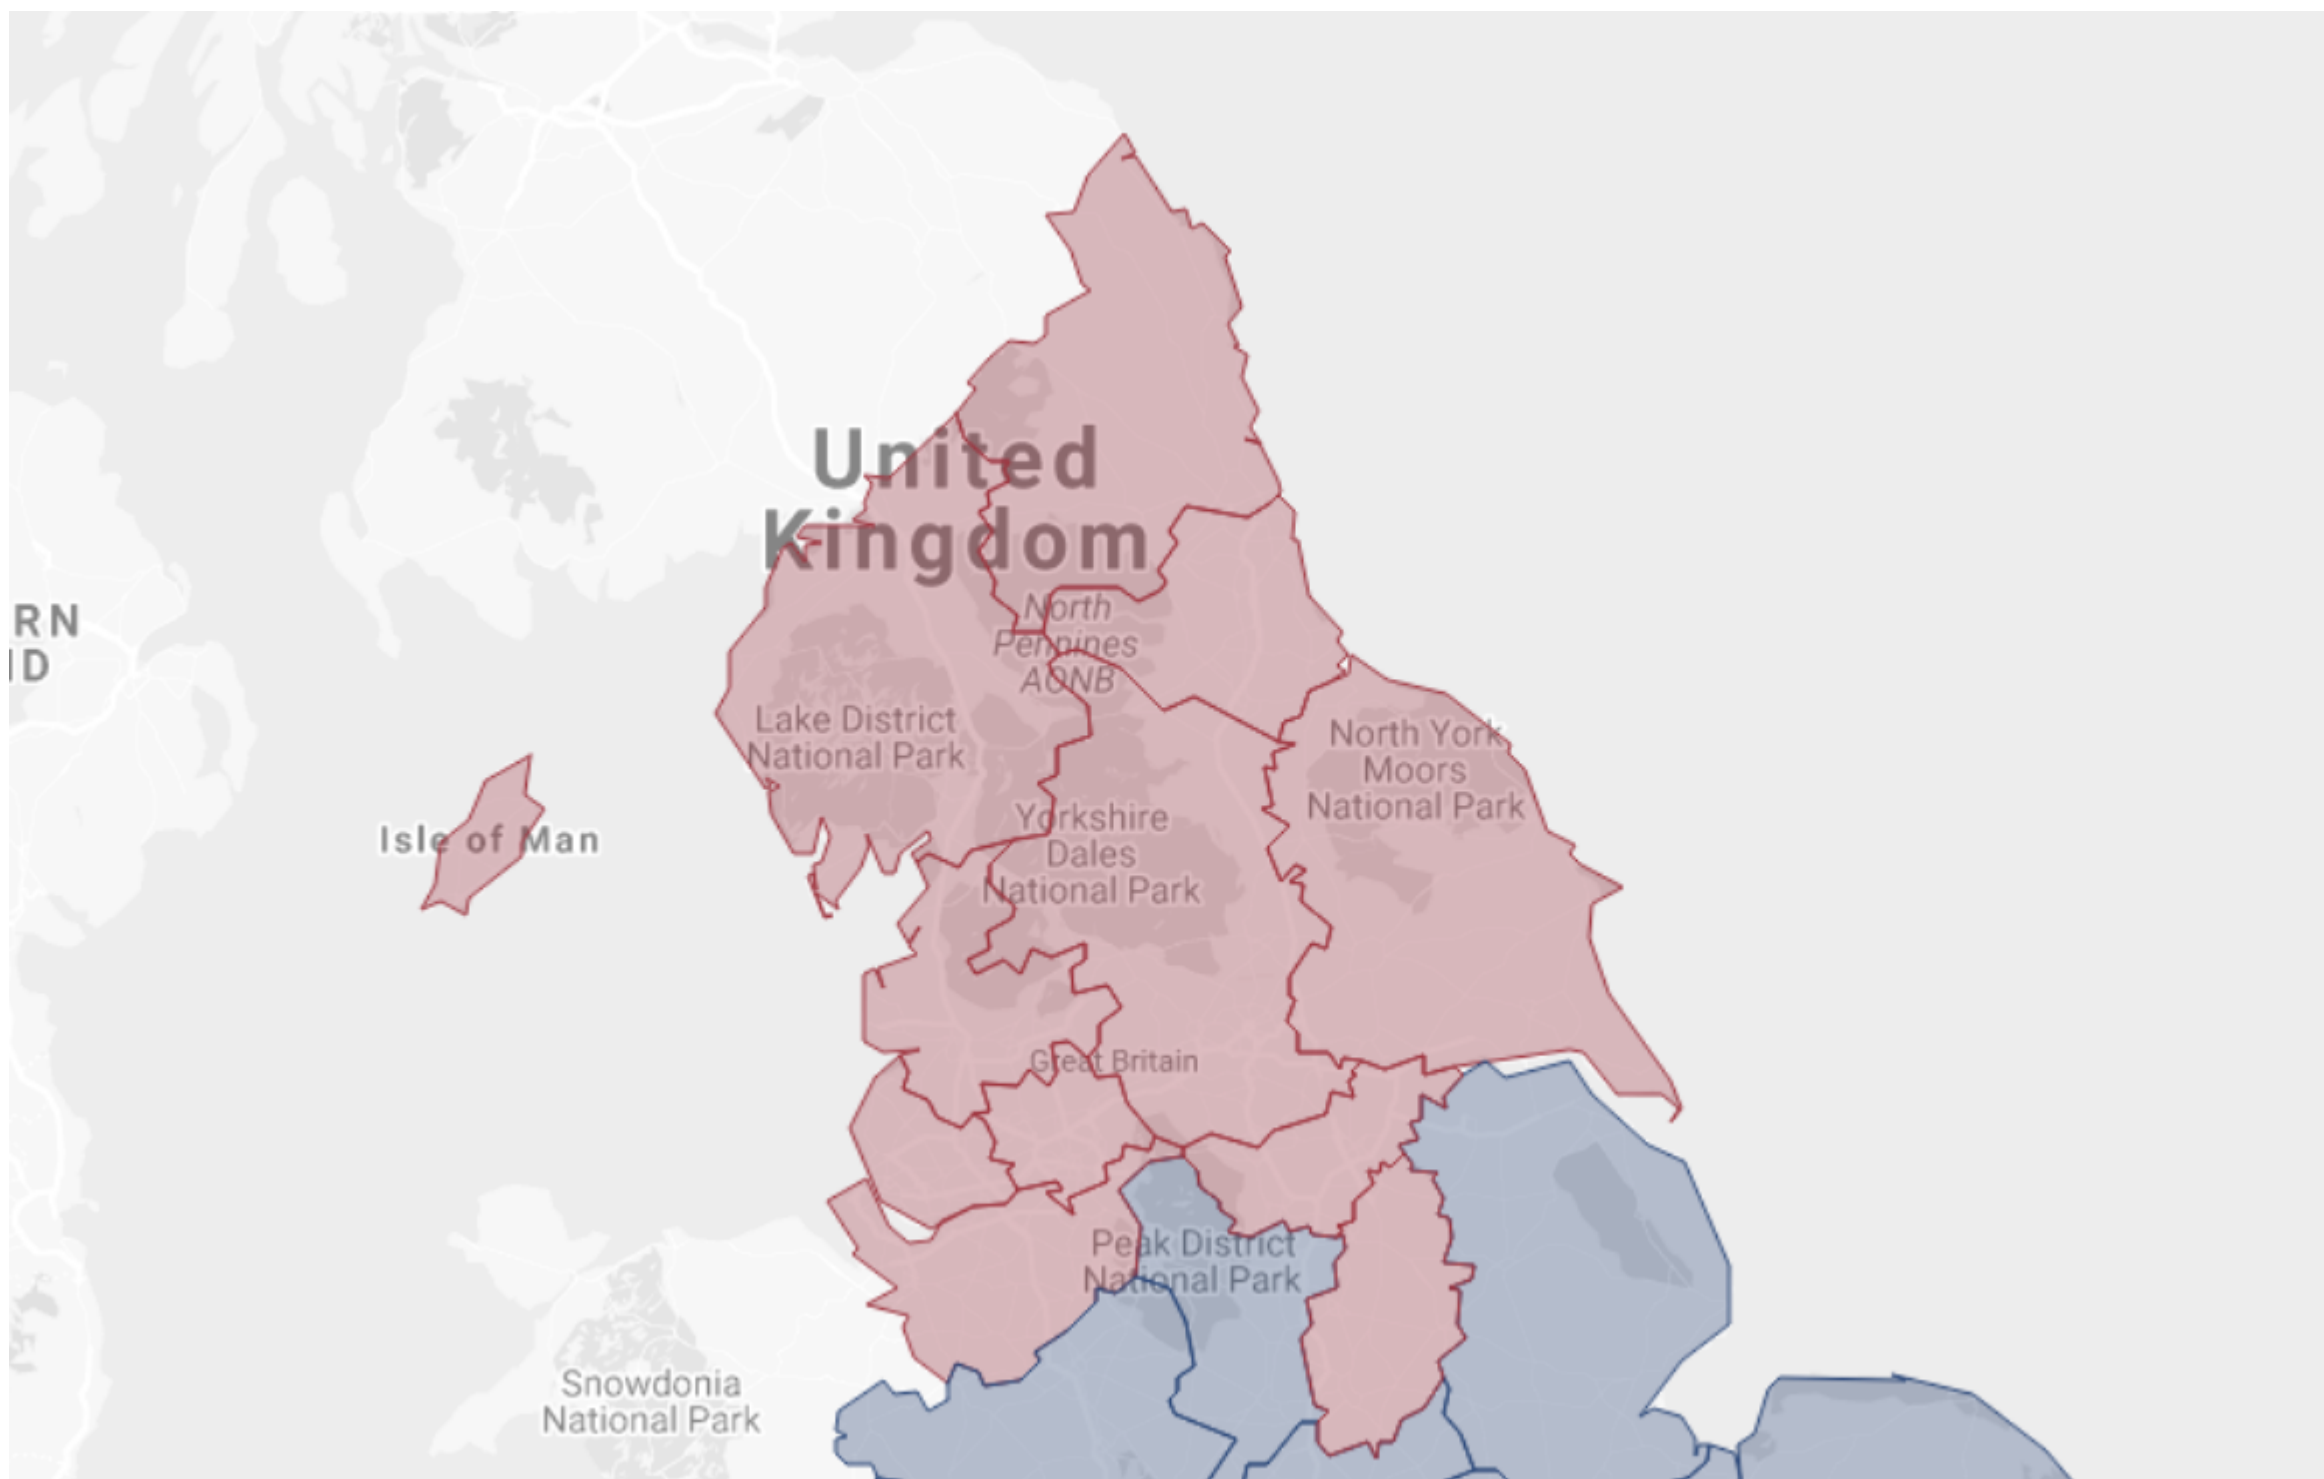 United
Kingdom
RN
ID
North
Pennines
AONB
Lake District
National Park
North York
Moors
National Park
Isle of Man
Yorkshire
Dales
National Park
Great Britain
Peak District
National Park
Snowdonia
National Park